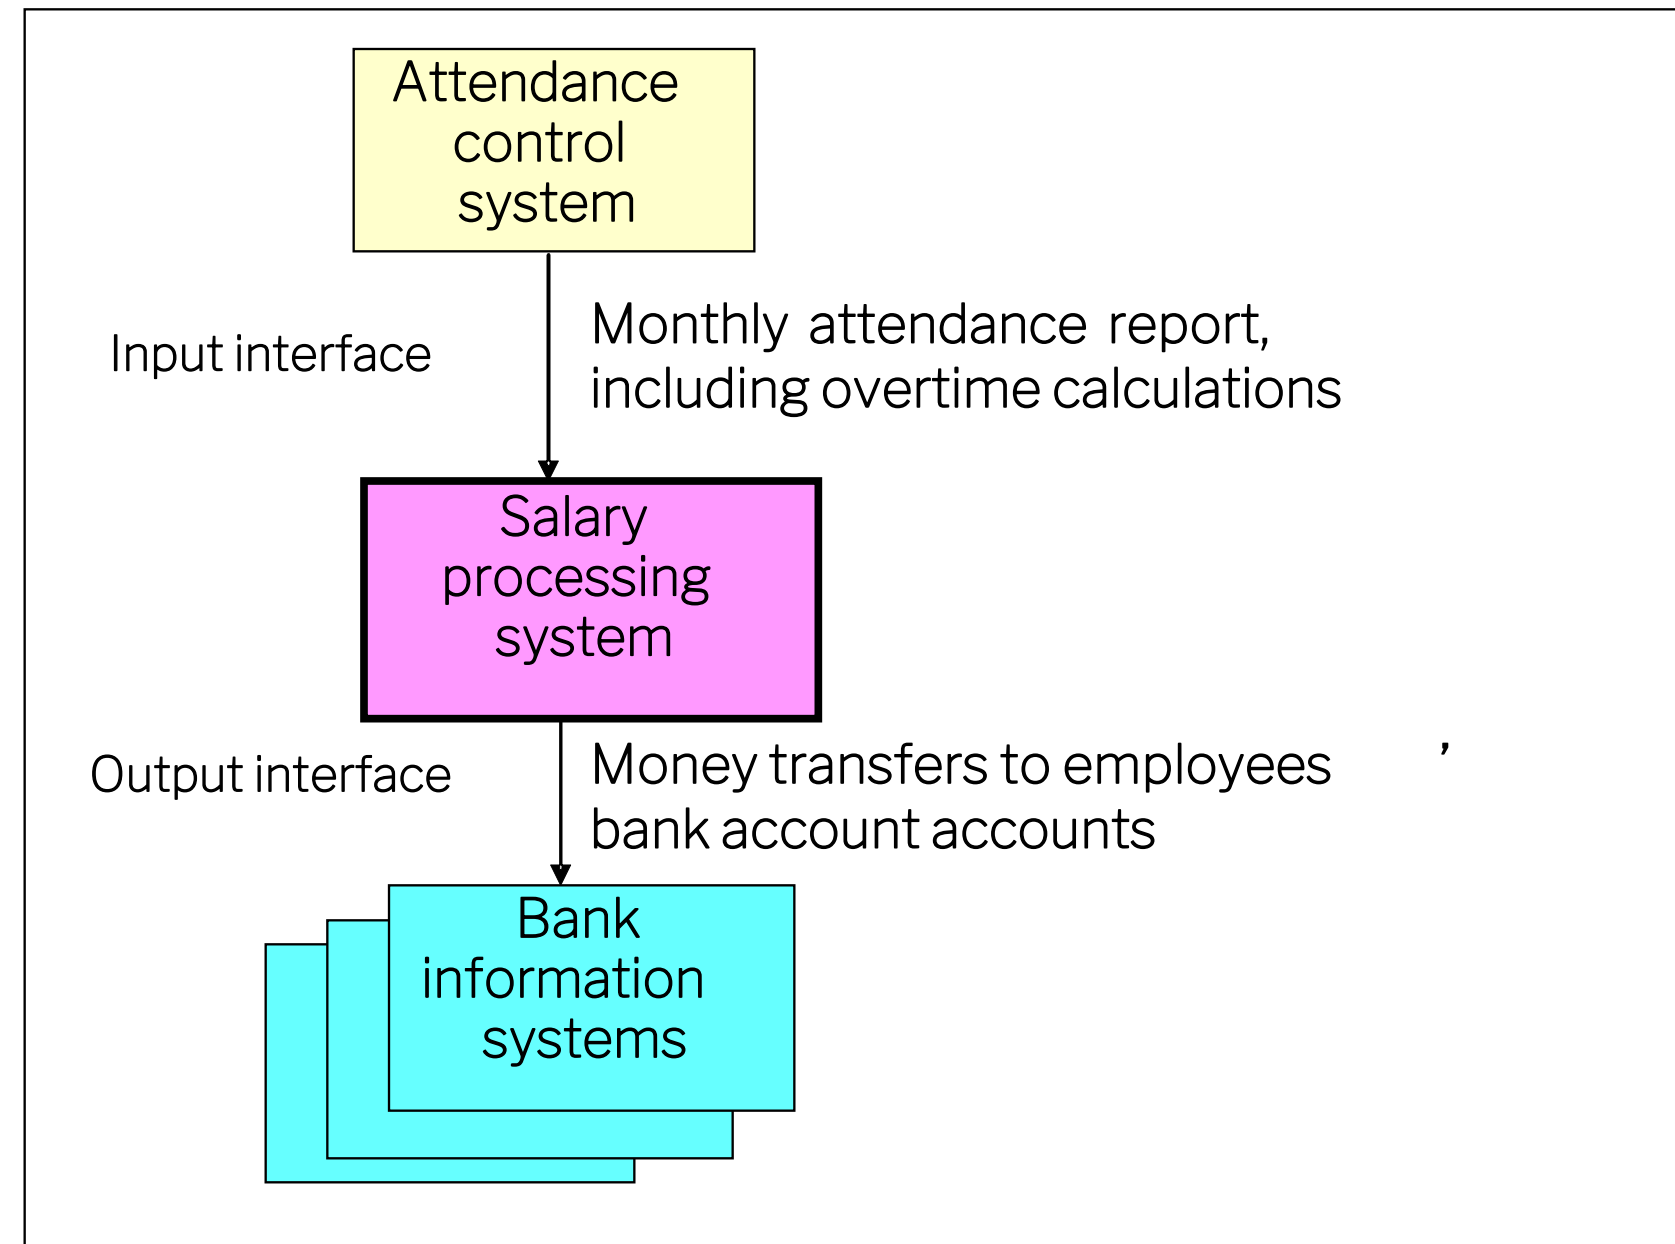 Attendance
control
system
Input interface
Monthly attendance report,
including overtime calculations
Salary
processing
system
Output interface
Money transfers to employees ’
bank account accounts
Bank
information
systems